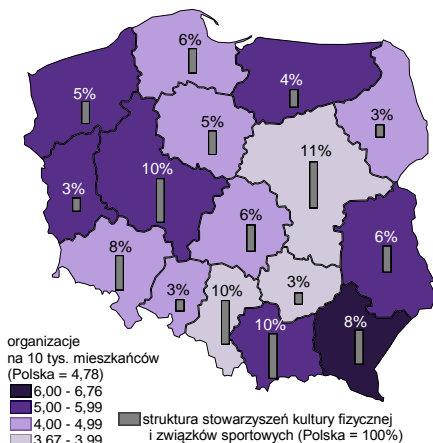 6%
5%
4%
3%
5%
11%
10%
3%
6%
6%
8%
3%
10%
3%
10%
8%
organizacje
na 10 tys. mieszkańców
(Polska = 4,78)
6,00 - 6,76
5,00 - 5,99
4,00 - 4,99
3,67 - 3,99
struktura stowarzyszeń kultury fizycznej
i związków sportowych (Polska = 100%)